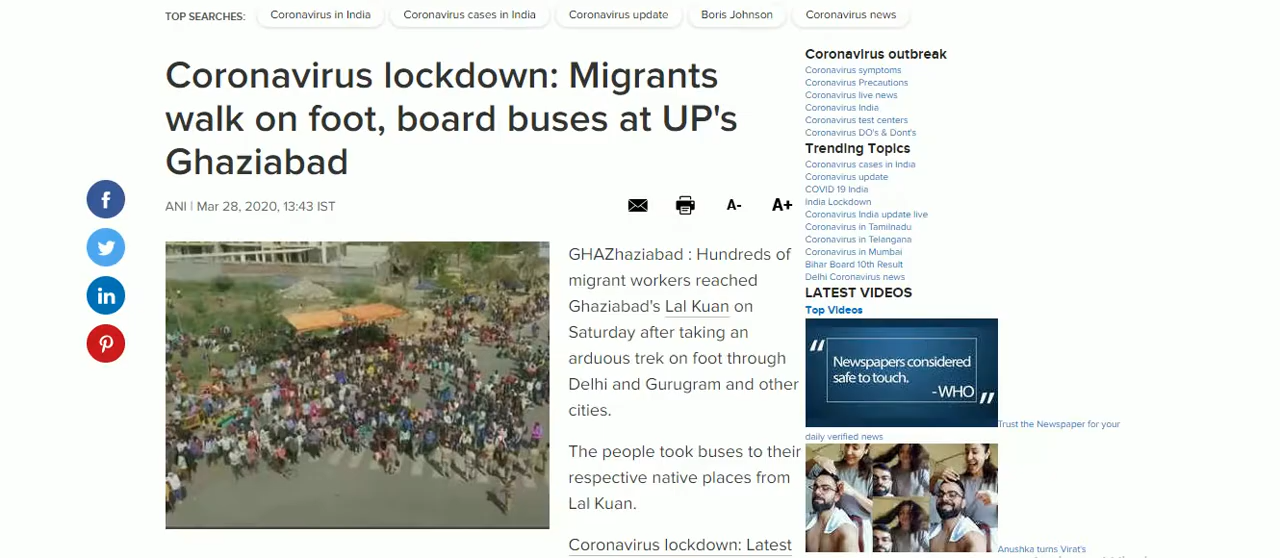 TOP SEARCHES: Coronavirus in India Coronavirus cases in India Coronavirus update Boris Johnson Coronavirus news
Coronavirus lockdown: Migrants
walk on foot, board buses at UP's
Ghaziabad
ANI | Mar 28, 2020, 13:43 IST
A- A+
GHAZhaziabad : Hundreds of
migrant workers reached
Ghaziabad's Lal Kuan on
Saturday after taking an
arduous trek on foot through
Delhi and Gurugram and other
cities.
The people took buses to their
respective native places from
Lal Kuan.
Coronavirus lockdown: Latest
Coronavirus outbreak
Coronavirus symptoms
Coronavirus Precautions
Coronavirus live news
Coronavirus India
Coronavirus test centers
Coronavirus DO's & Dont's
Trending Topics
Coronavirus cases in India
Coronavirus update
COVID 19 India
India Lockdown
Coronavirus India update live
Coronavirus in Tamilnadu
Coronavirus in Telangana
Coronavirus in Mumbai
Bihar Board 10th Result
Delhi Coronavirus news
LATEST VIDEOS
Top Videos
"Newspapers considered
safe to touch.
-WHO"
Trust the Newspaper for your
daily verified news
Anushka turns Virat's